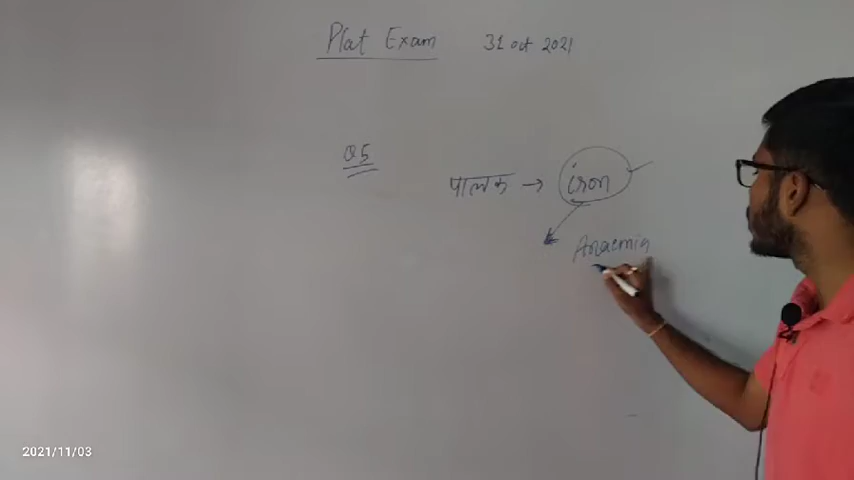 Plat Exam 31 oct 2021
Q5
पालक → iron
Anaemia
2021/11/03